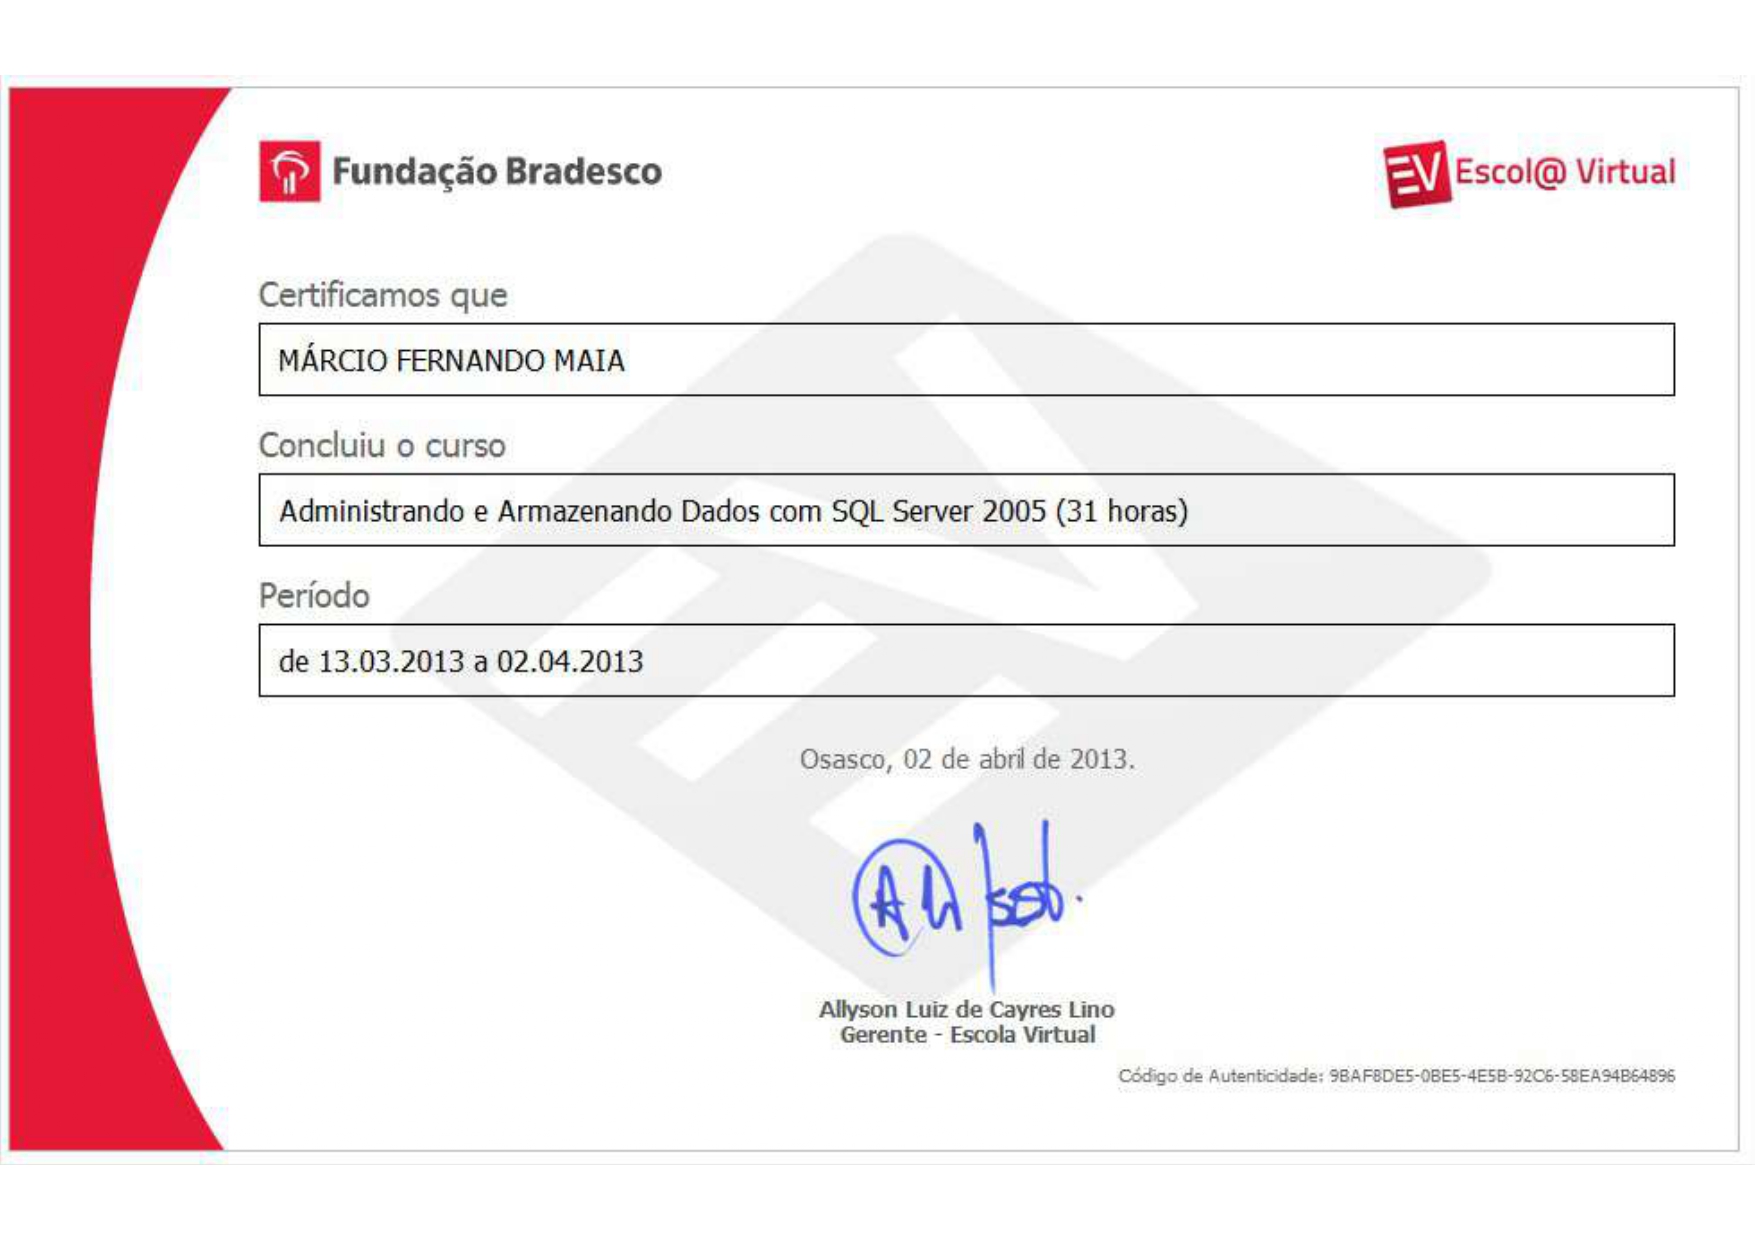 Fundação Bradesco
EV Escol@ Virtual
Certificamos que
MÁRCIO FERNANDO MAIA
Concluiu o curso
Administrando e Armazenando Dados com SQL Server 2005 (31 horas)
Período
de 13.03.2013 a 02.04.2013
Osasco, 02 de abril de 2013.
Allyson Luiz de Cayres Lino
Gerente - Escola Virtual
Código de Autenticidade: 9BAF8DE5-0BE5-4E5B-92C6-58EA94B64896